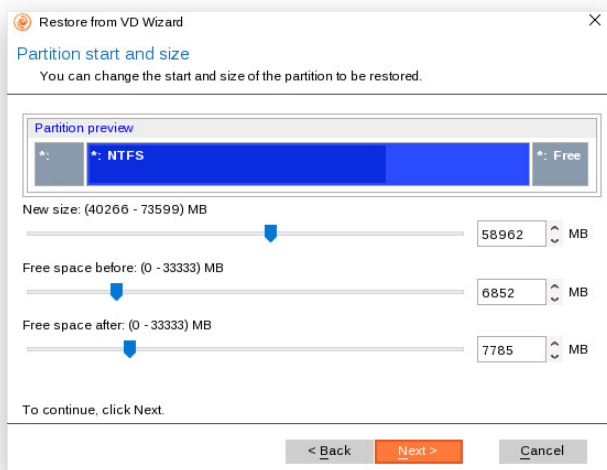 Restore from VD Wizard
Partition start and size
You can change the start and size of the partition to be restored.
Partition preview
*: *: NTFS *: Free
New size: (40266 - 73599) MB
58962 MB
Free space before: (0 - 33333) MB
6852 MB
Free space after: (0 - 33333) MB
7785 MB
To continue, click Next.
< Back Next > Cancel